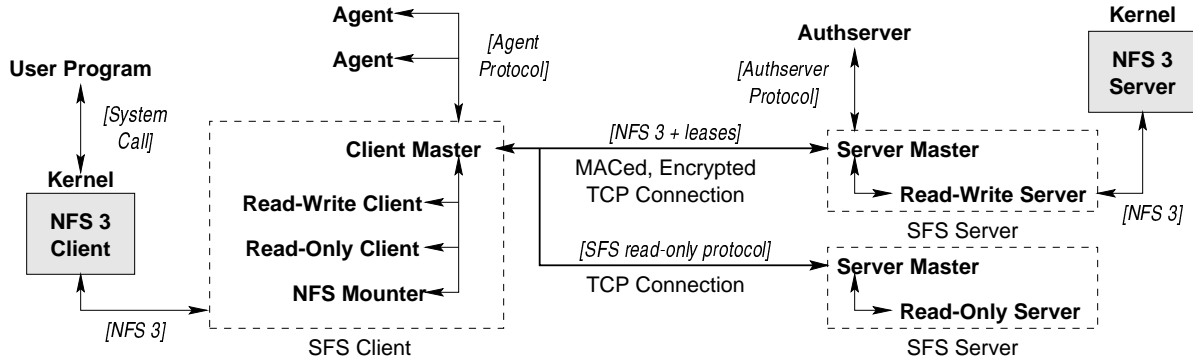 Agent
Agent
[Agent
Protocol]
User Program
[System
Call]
Kernel
NFS 3
Client
[NFS 3]
Client Master
Read-Write Client
Read-Only Client
NFS Mounter
SFS Client
[NFS 3 + leases]
MACed, Encrypted
TCP Connection
[SFS read-only protocol]
TCP Connection
Authserver
[Authserver
Protocol]
Kernel
NFS 3
Server
[NFS 3]
Server Master
Read-Write Server
SFS Server
Server Master
Read-Only Server
SFS Server